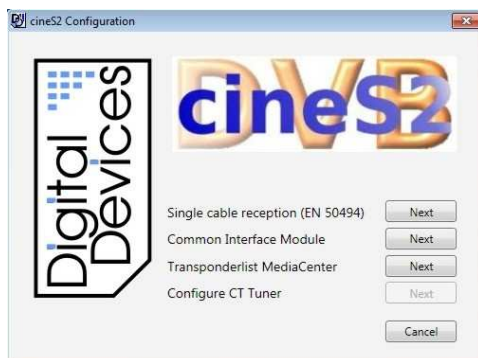 cineS2 Configuration
Digital
Devices
DVB
cineS2
Single cable reception (EN 50494)
Next
Common Interface Module
Next
Transponderlist MediaCenter
Next
Configure CT Tuner
Next
Cancel